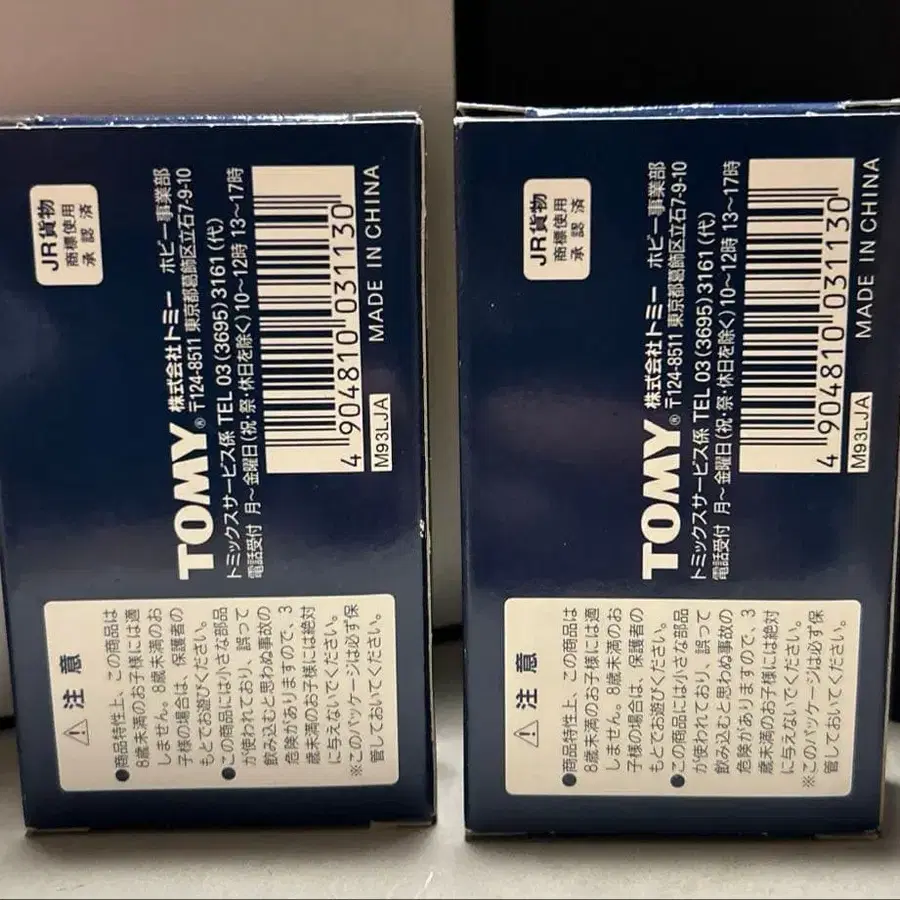 JR貨物
商標使用
承認済
TOMY® 株式会社トミー ホビー事業部
〒124-8511 東京都葛飾区立石7-9-10
トミックスサービス係 TEL 03(3695)3161(代)
電話受付 月〜金曜日(祝・祭・休日を除く)10〜12時 13〜17時
4 904810 031130
M93LJA
MADE IN CHINA
⚠注意
●商品特性上、この商品は
8歳未満のお子様には適
しません。8歳未満のお
子様の場合は、保護者の
もとでお遊びください。
●この商品には小さな部品
が使われており、誤って
飲み込むと思わぬ事故の
危険がありますので、3
歳未満のお子様には絶対
に与えないでください。
※このパッケージは必ず保
管しておいてください。
JR貨物
商標使用
承認済
TOMY® 株式会社トミー ホビー事業部
〒124-8511 東京都葛飾区立石7-9-10
トミックスサービス係 TEL 03(3695)3161(代)
電話受付 月〜金曜日(祝・祭・休日を除く)10〜12時 13〜17時
4 904810 031130
M93LJA
MADE IN CHINA
⚠注意
●商品特性上、この商品は
8歳未満のお子様には適
しません。8歳未満のお
子様の場合は、保護者の
もとでお遊びください。
●この商品には小さな部品
が使われており、誤って
飲み込むと思わぬ事故の
危険がありますので、3
歳未満のお子様には絶対
に与えないでください。
※このパッケージは必ず保
管しておいてください。